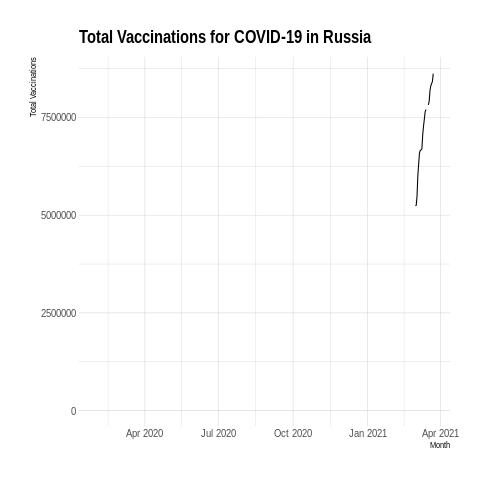 Total Vaccinations for COVID-19 in Russia
Total Vaccinations
7500000
5000000
2500000
0
Apr 2020 Jul 2020 Oct 2020 Jan 2021 Apr 2021
Month